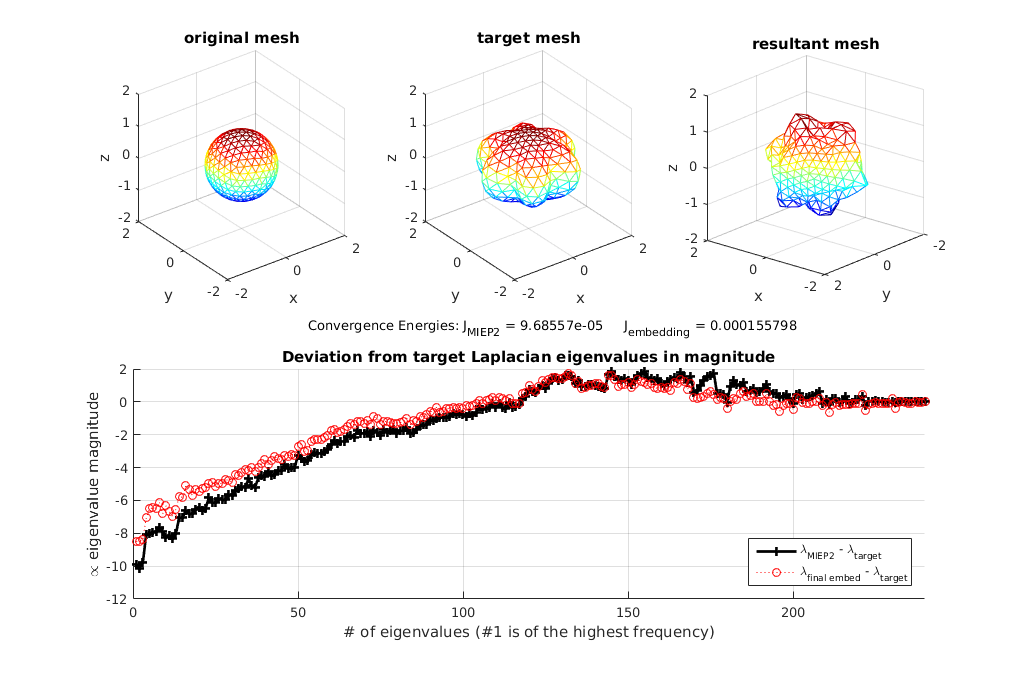 original mesh
target mesh
resultant mesh
2
1
0
-1
-2
z
2
0
-2
y
-2
0
2
x
2
1
0
-1
-2
z
2
0
-2
y
-2
0
2
x
2
1
0
-1
-2
z
2
0
-2
x
2
0
-2
y
Convergence Energies: J_MIEP2 = 9.68557e-05 J_embedding = 0.000155798
Deviation from target Laplacian eigenvalues in magnitude
∝ eigenvalue magnitude
2
0
-2
-4
-6
-8
-10
-12
0 50 100 150 200
# of eigenvalues (#1 is of the highest frequency)
λ_MIEP2 - λ_target
λ_final embed - λ_target